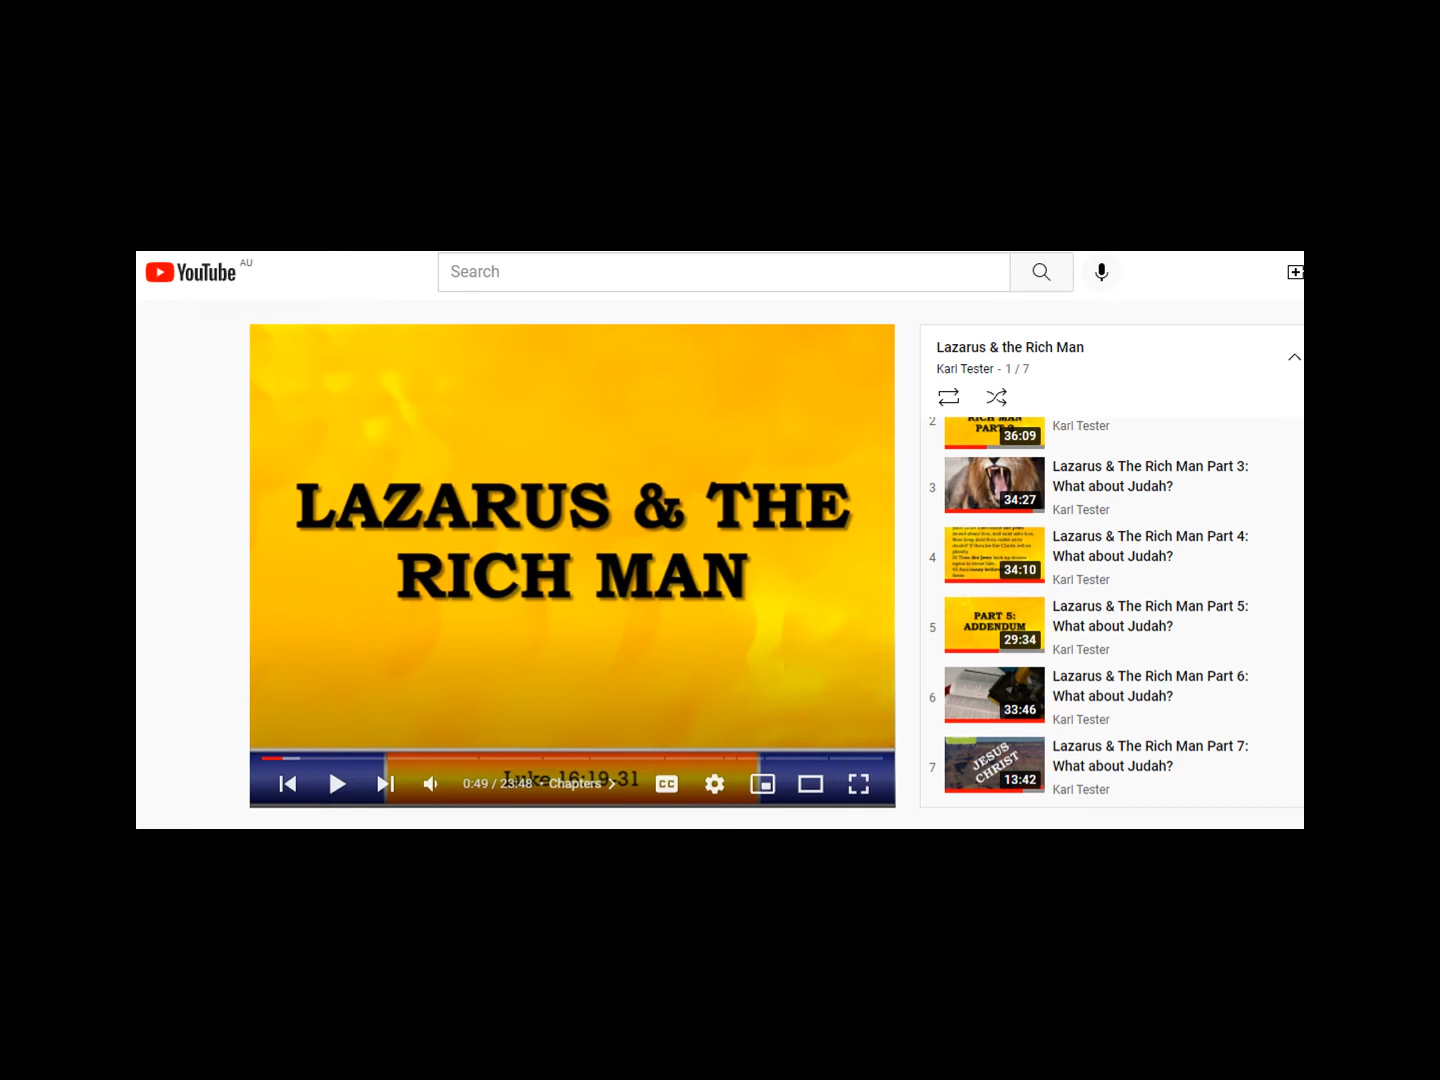 YouTube AU
Search
LAZARUS & THE
RICH MAN
Luke 16:19-31
0:49 / 23:48 • Chapters
CC
Lazarus & the Rich Man
Karl Tester - 1 / 7
2
RICH MAN
PART 2
36:09
Karl Tester
3
34:27
Lazarus & The Rich Man Part 3:
What about Judah?
Karl Tester
4
34:10
Lazarus & The Rich Man Part 4:
What about Judah?
Karl Tester
5
PART 5:
ADDENDUM
29:34
Lazarus & The Rich Man Part 5:
What about Judah?
Karl Tester
6
33:46
Lazarus & The Rich Man Part 6:
What about Judah?
Karl Tester
7
JESUS
CHRIST
13:42
Lazarus & The Rich Man Part 7:
What about Judah?
Karl Tester